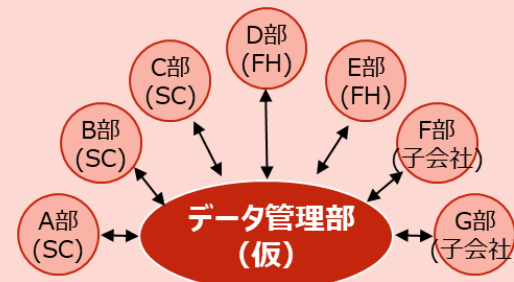 D部
(FH)
C部
(SC)
E部
(FH)
B部
(SC)
F部
(子会社)
A部
(SC)
データ管理部
(仮)
G部
(子会社